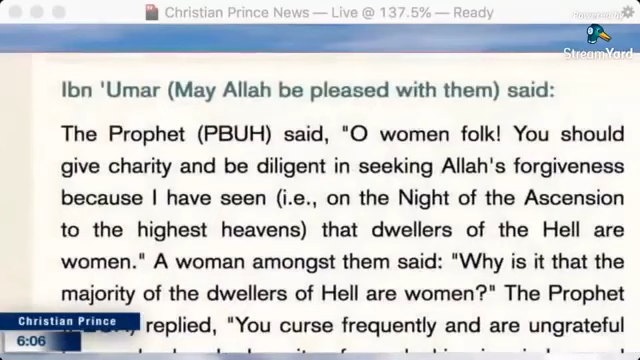 Christian Prince News — Live @ 137.5% — Ready
Powered by
StreamYard
Ibn 'Umar (May Allah be pleased with them) said:
The Prophet (PBUH) said, "O women folk! You should
give charity and be diligent in seeking Allah's forgiveness
because I have seen (i.e., on the Night of the Ascension
to the highest heavens) that dwellers of the Hell are
women." A woman amongst them said: "Why is it that the
majority of the dwellers of Hell are women?" The Prophet
replied, "You curse frequently and are ungrateful
Christian Prince
6:06